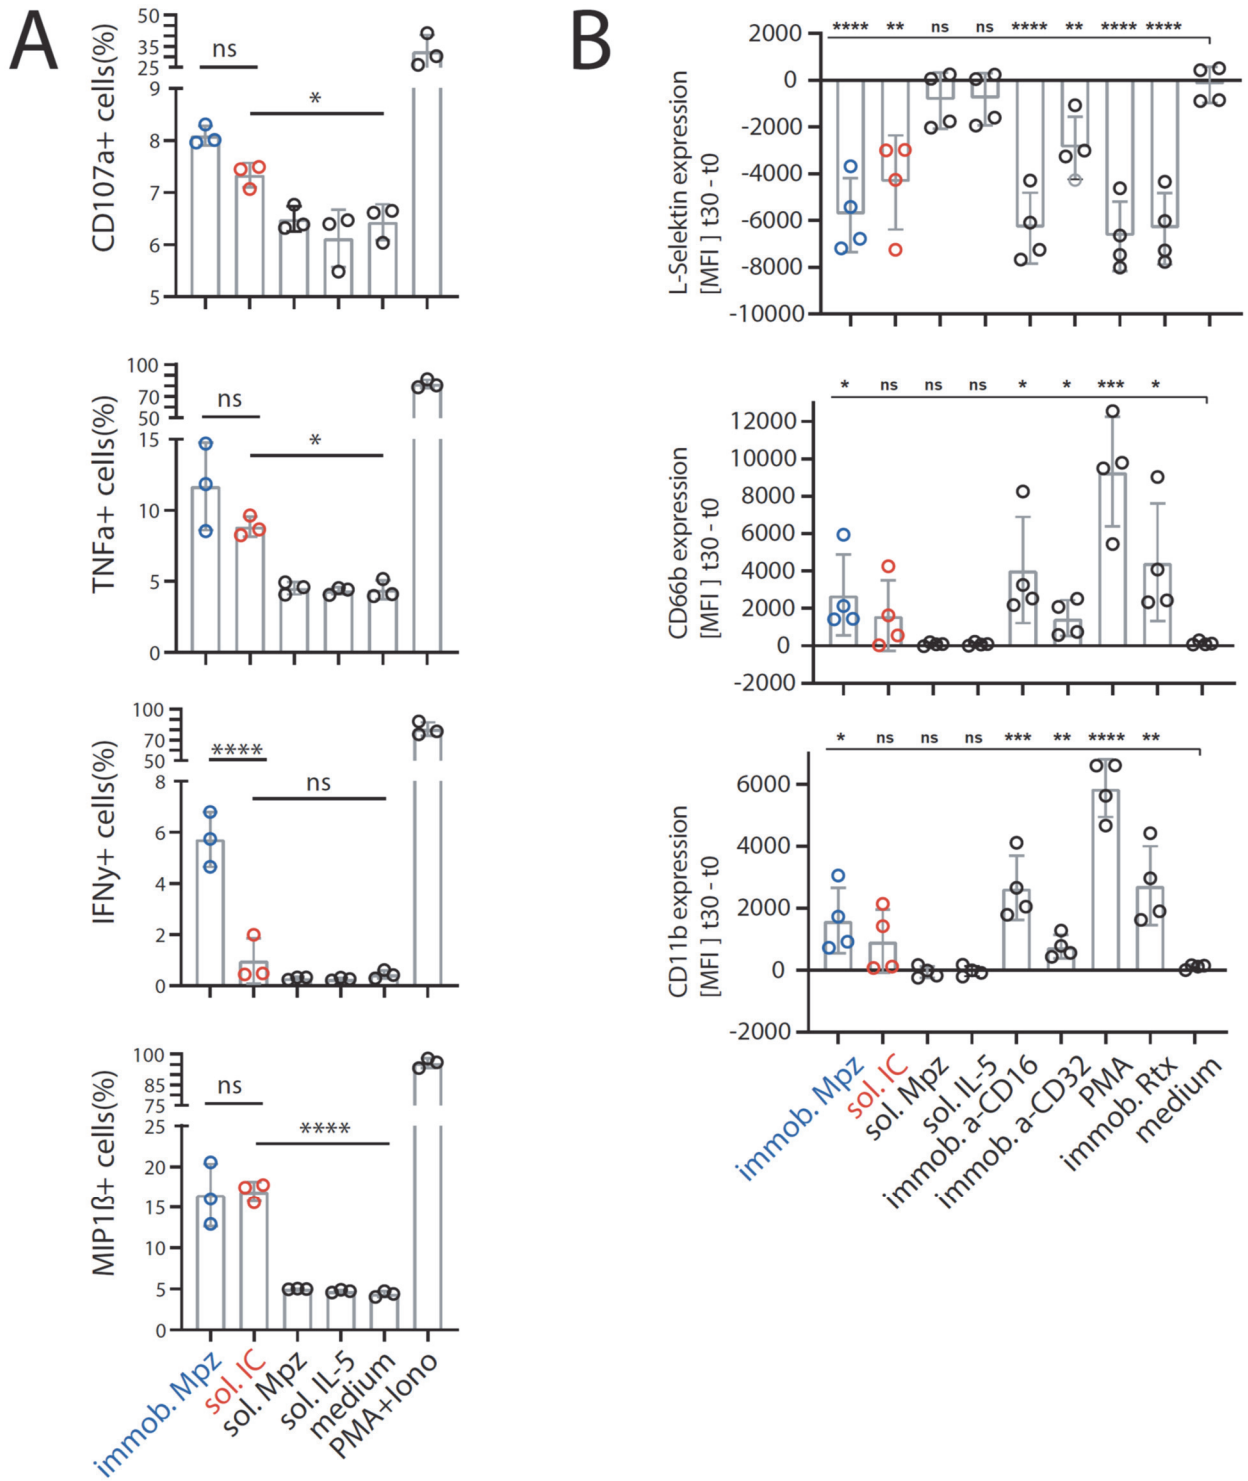 A
CD107a+ cells(%)
50
35
25
9
8
7
6
5
ns
*
TNFa+ cells(%)
100
70
50
15
10
5
0
ns
*
IFNy+ cells(%)
100
70
50
8
6
4
2
0
****
ns
MIP1ß+ cells(%)
100
85
75
25
20
15
10
5
0
ns
****
immob. Mpz
sol. IC
sol. Mpz
sol. IL-5
medium
PMA+Iono
B
L-Selektin expression
[MFI ] t30 - t0
**** ** ns ns **** ** **** ****
2000
0
-2000
-4000
-6000
-8000
-10000
CD66b expression
[MFI ] t30 - t0
* ns ns ns * * *** *
12000
10000
8000
6000
4000
2000
0
-2000
CD11b expression
[MFI ] t30 - t0
* ns ns ns *** ** **** **
6000
4000
2000
0
-2000
immob. Mpz
sol. IC
sol. Mpz
sol. IL-5
immob. a-CD16
immob. a-CD32
PMA
immob. Rtx
medium